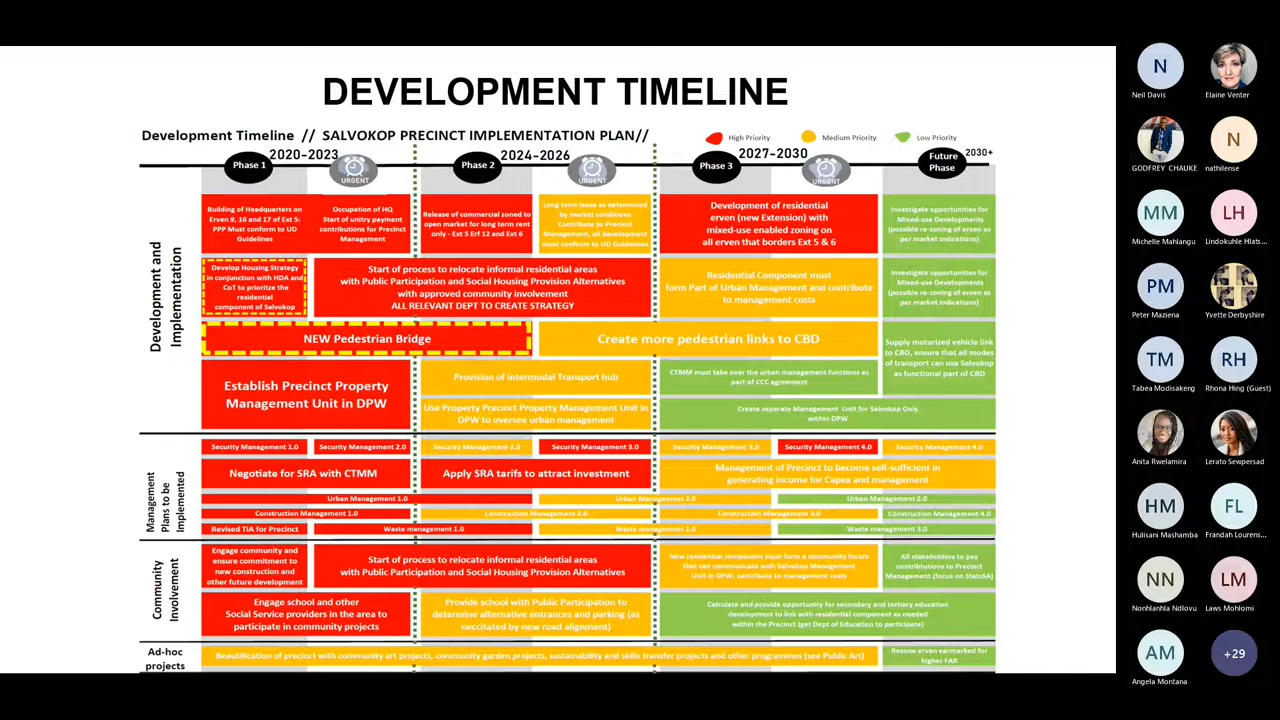 DEVELOPMENT TIMELINE
Development Timeline // SALVOKOP PRECINCT IMPLEMENTATION PLAN//
High Priority
Medium Priority
Low Priority
Phase 1
2020-2023
URGENT
Phase 2
2024-2026
URGENT
Phase 3
2027-2030
URGENT
Future
Phase
2030+
Development and
Implementation
Building of Headquarters on
Erven 9, 16 and 17 of Ext 5:
PPP Must conform to UD
Guidelines
Occupation of HQ
Start of unitry payment
contributions for Precinct
Management
Release of commercial zoned to
open market for long term rent
only - Ext 5 Erf 12 and Ext 6
Long term lease as determined
by market conditions
Contribute to Precinct
Management, all development
must conform to UD Guidelines
Development of residential
erven (new Extension) with
mixed-use enabled zoning on
all erven that borders Ext 5 & 6
Investigate opportunities for
Mixed-use Developments
(possible re-zoning of erven as
per market indications)
Develop Housing Strategy
in conjunction with HDA and
CoT to priortize the
residential
component of Salvokop
Start of process to relocate informal residential areas
with Public Participation and Social Housing Provision Alternatives
with approved community involvement
ALL RELEVANT DEPT TO CREATE STRATEGY
Residential Component must
form Part of Urban Management and contribute
to management costs
Investigate opportunities for
Mixed-use Developments
(possible re-zoning of erven as
per market indications)
NEW Pedestrian Bridge
Create more pedestrian links to CBD
Supply motorized vehicle link
to CBD, ensure that all modes
of transport can use Salvokop
as functional part of CBD
Establish Precinct Property
Management Unit in DPW
Provision of Intermodal Transport hub
CTMM must take over the urban management functions as
part of CCC agreement
Use Property Precinct Property Management Unit in
DPW to oversee urban management
Create separate Management Unit for Salvokop Only
within DPW
Management
Plans to be
Implemented
Security Management 1.0
Security Management 2.0
Security Management 2.0
Security Management 3.0
Security Management 3.0
Security Management 4.0
Security Management 4.0
Negotiate for SRA with CTMM
Apply SRA tarifs to attract investment
Management of Precinct to become self-sufficient in
generating income for Capex and management
Urban Management 1.0
Urban Management 2.0
Urban Management 2.0
Construction Management 1.0
Construction Management 2.0
Construction Management 3.0
Construction Management 4.0
Revised TIA for Precinct
Waste management 1.0
Waste management 2.0
Waste management 3.0
Community
Involvement
Engage community and
ensure commitment to
new construction and
other future development
Start of process to relocate informal residential areas
with Public Participation and Social Housing Provision Alternatives
New residential component must form a community forum
that can communicate with Salvokop Management
Unit in DPW, contribute to management costs
All stakeholders to pay
contributions to Precinct
Management (focus on StatsSA)
Engage school and other
Social Service providers in the area to
participate in community projects
Provide school with Public Participation to
determine alternative entrances and parking (as
neccitated by new road alignment)
Calculate and provide opportunity for secondary and tertiary education
development to link with residential component as needed
within the Precinct (get Dept of Education to participate)
Ad-hoc
projects
Beautification of precinct with community art projects, community garden projects, sustainability and skills transfer projects and other programmes (see Public Art)
Rezone erven earmarked for
higher FAR
N
Neil Davis
Elaine Venter
GODFREY CHAUKE
N
nathilense
MM
Michelle Mahlangu
LH
Lindokuhle Hlats...
PM
Peter Maziena
Yvette Derbyshire
TM
Tabea Modisakeng
RH
Rhona Hing (Guest)
Anita Rwelamira
Lerato Sewpersad
HM
Hulisani Mashamba
FL
Frandah Lourens...
NN
Nonhlanhla Ndlovu
LM
Laws Mohlomi
AM
Angela Montana
+29